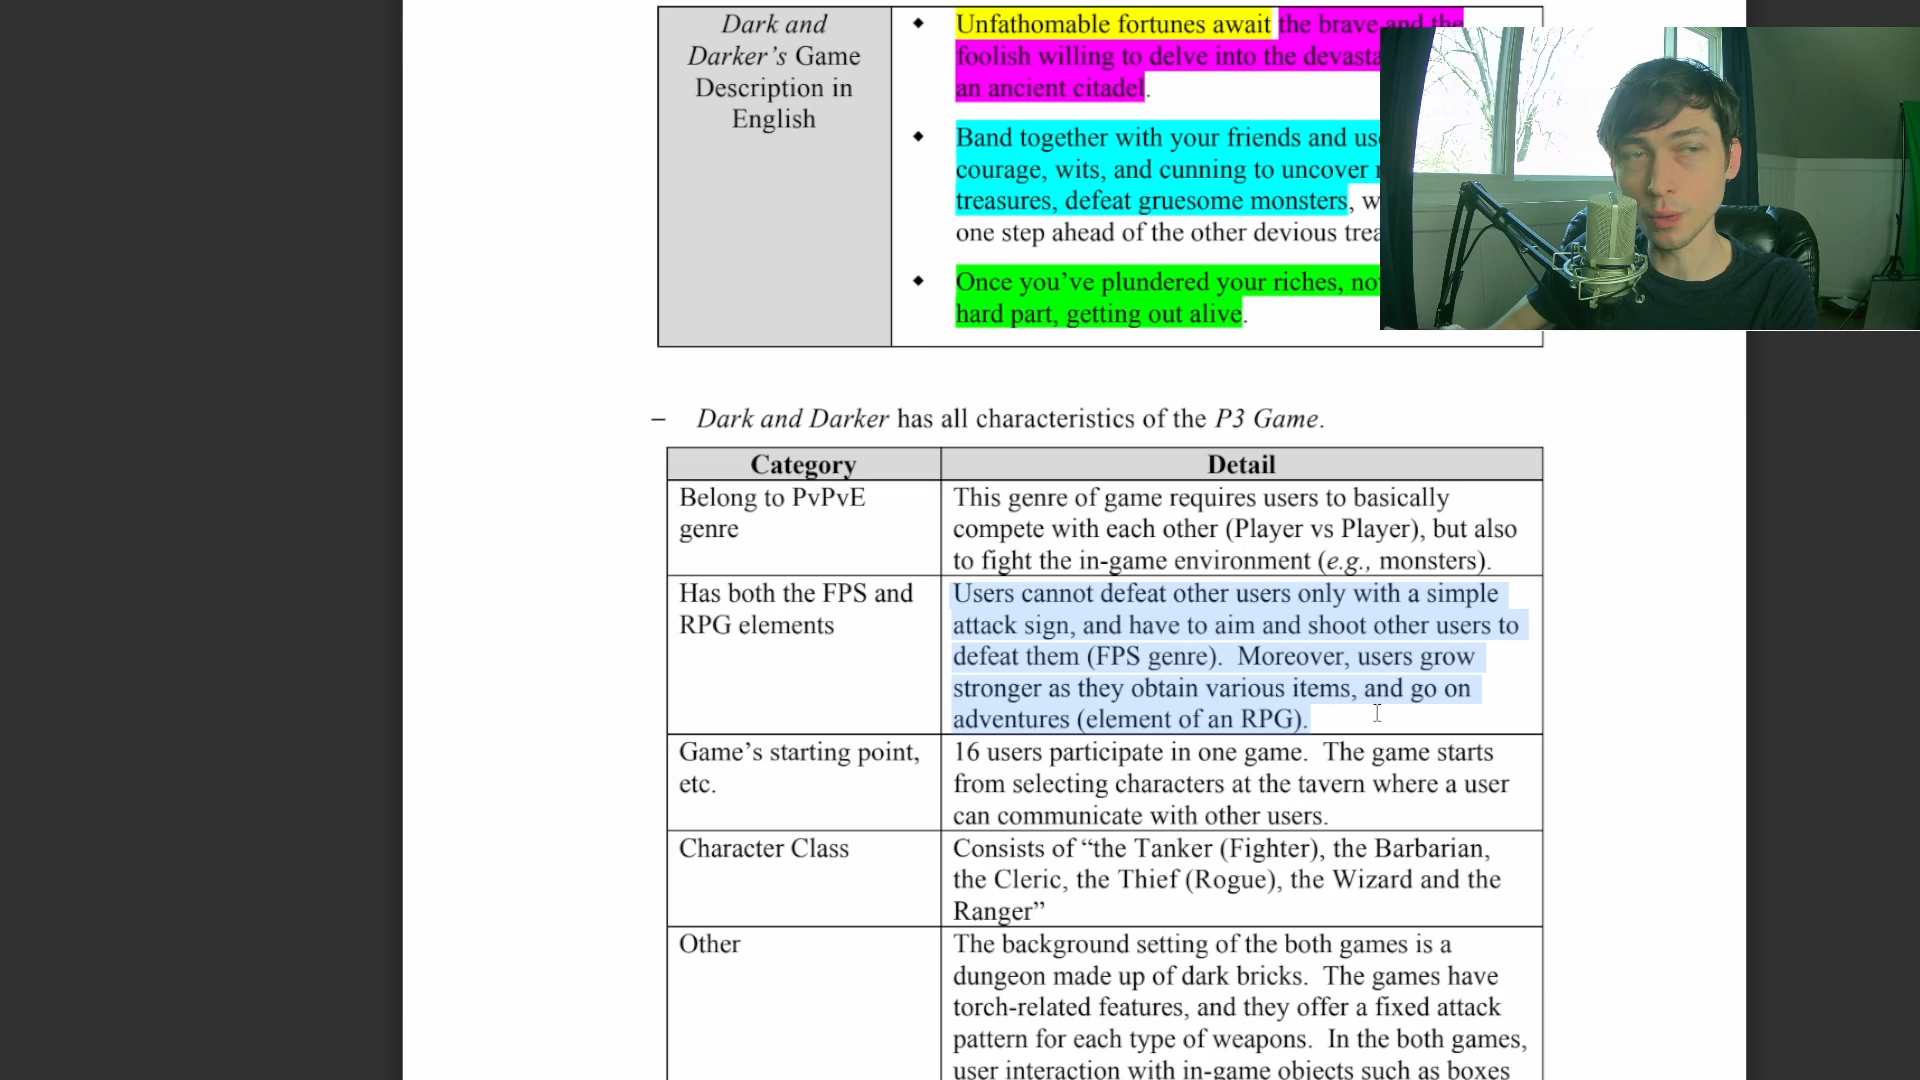 Dark and
Darker's Game
Description in
English
◆ Unfathomable fortunes await the brave and the
foolish willing to delve into the
an ancient citadel.
◆ Band together with your friends and
courage, wits, and cunning to uncover
treasures, defeat gruesome monsters,
one step ahead of the other devious
◆ Once you've plundered your riches,
hard part, getting out alive.
– Dark and Darker has all characteristics of the P3 Game.
Category
Detail
Belong to PvPvE
genre
This genre of game requires users to basically
compete with each other (Player vs Player), but also
to fight the in-game environment (e.g., monsters).
Has both the FPS and
RPG elements
Users cannot defeat other users only with a simple
attack sign, and have to aim and shoot other users to
defeat them (FPS genre). Moreover, users grow
stronger as they obtain various items, and go on
adventures (element of an RPG).
Game's starting point,
etc.
16 users participate in one game. The game starts
from selecting characters at the tavern where a user
can communicate with other users.
Character Class
Consists of “the Tanker (Fighter), the Barbarian,
the Cleric, the Thief (Rogue), the Wizard and the
Ranger”
Other
The background setting of the both games is a
dungeon made up of dark bricks. The games have
torch-related features, and they offer a fixed attack
pattern for each type of weapons. In the both games,
user interaction with in-game objects such as boxes